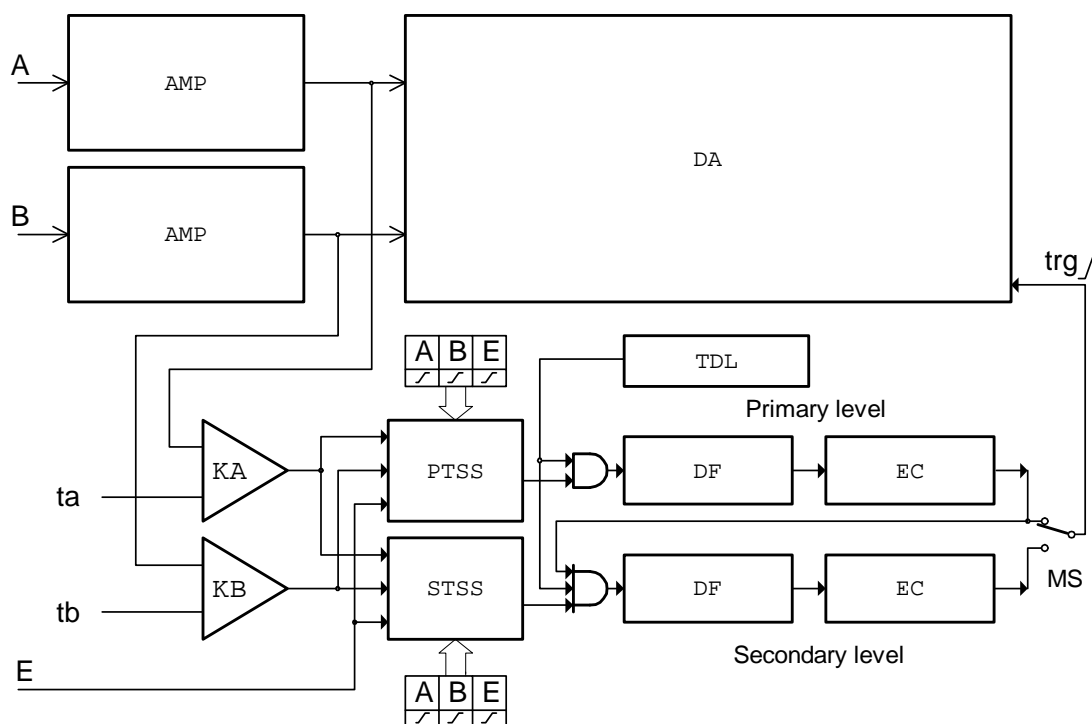 A
AMP
DA
B
AMP
trg
A B E
TDL
Primary level
KA
PTSS
DF
EC
ta
KB
STSS
DF
EC
MS
tb
Secondary level
E
A B E